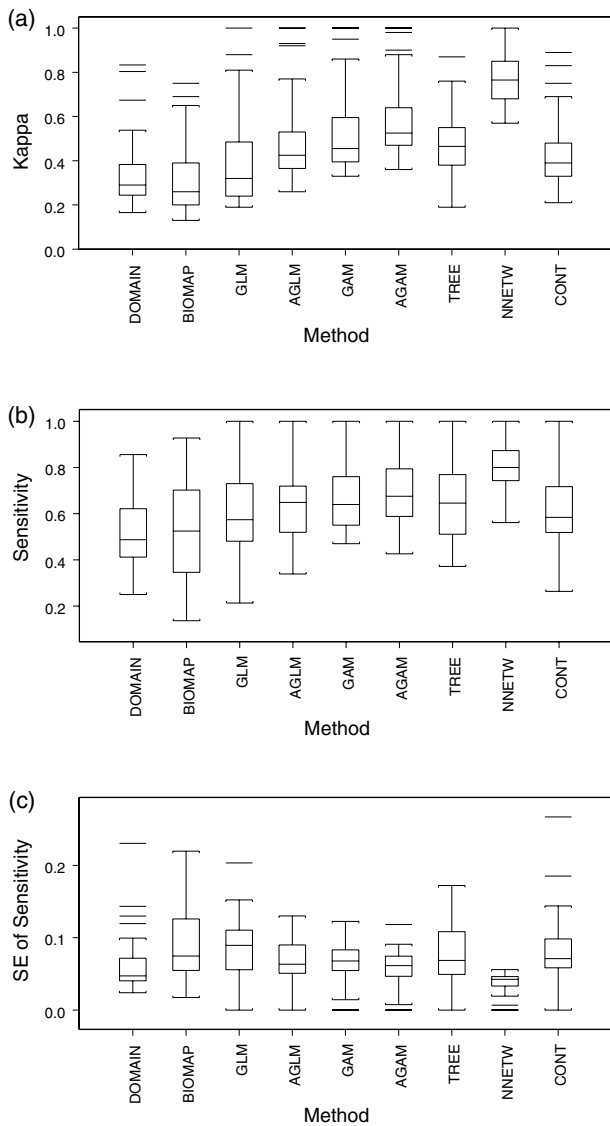 (a)
Kappa
1.0
0.8
0.6
0.4
0.2
0.0
DOMAIN
BIOMAP
GLM
AGLM
GAM
AGAM
TREE
NNETW
CONT
Method
(b)
Sensitivity
1.0
0.8
0.6
0.4
0.2
DOMAIN
BIOMAP
GLM
AGLM
GAM
AGAM
TREE
NNETW
CONT
Method
(c)
SE of Sensitivity
0.2
0.1
0.0
DOMAIN
BIOMAP
GLM
AGLM
GAM
AGAM
TREE
NNETW
CONT
Method